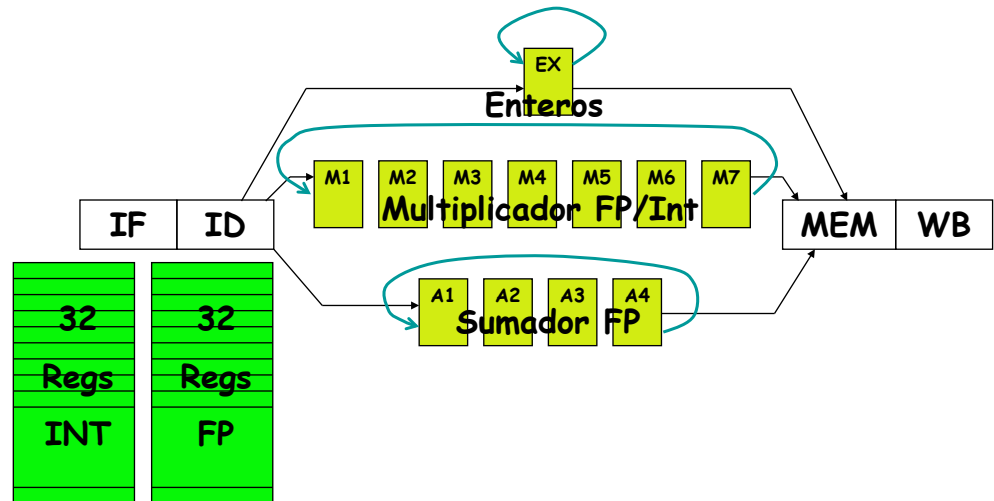 EX
Enteros
M1 M2 M3 M4 M5 M6 M7
Multiplicador FP/Int
IF ID MEM WB
A1 A2 A3 A4
Sumador FP
32 32
Regs Regs
INT FP